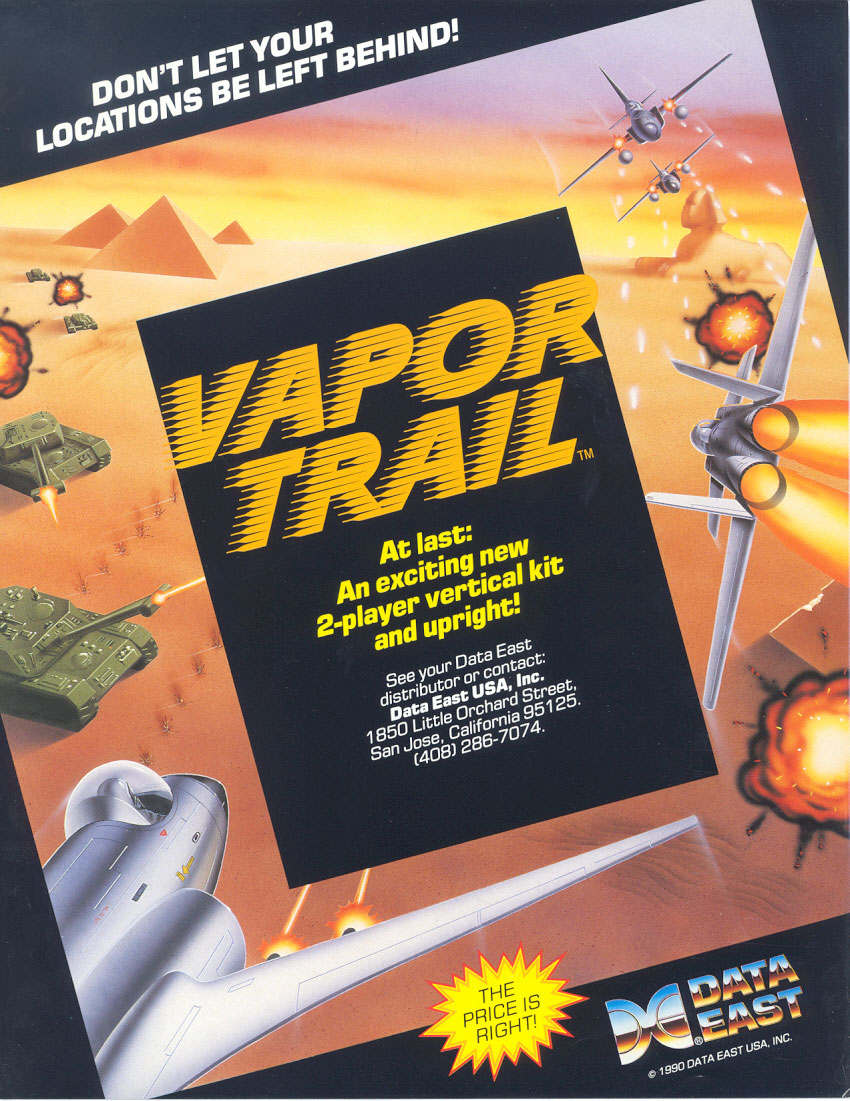 DON'T LET YOUR
LOCATIONS BE LEFT BEHIND!
VAPOR
TRAIL™
At last:
An exciting new
2-player vertical kit
and upright!
See your Data East
distributor or contact:
Data East USA, Inc.
1850 Little Orchard Street,
San Jose, California 95125.
(408) 286-7074.
THE
PRICE IS
RIGHT!
DATA
EAST®
© 1990 DATA EAST USA, INC.